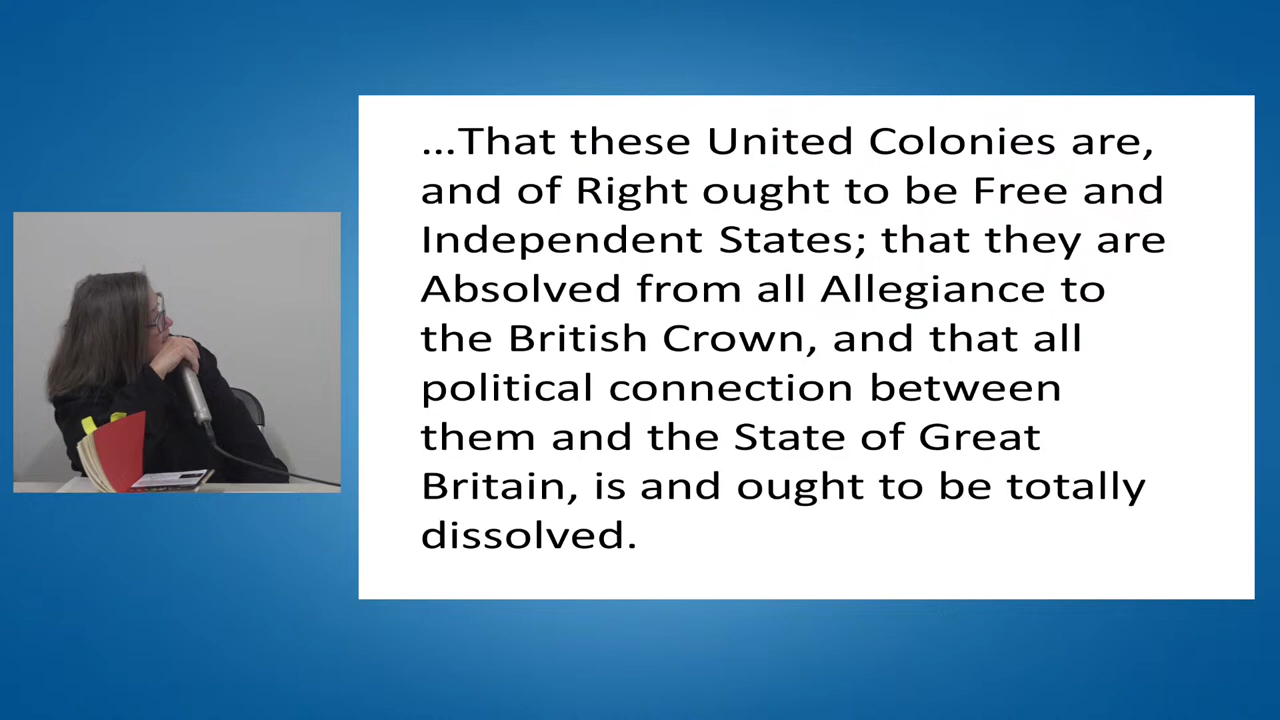 ...That these United Colonies are,
and of Right ought to be Free and
Independent States; that they are
Absolved from all Allegiance to
the British Crown, and that all
political connection between
them and the State of Great
Britain, is and ought to be totally
dissolved.